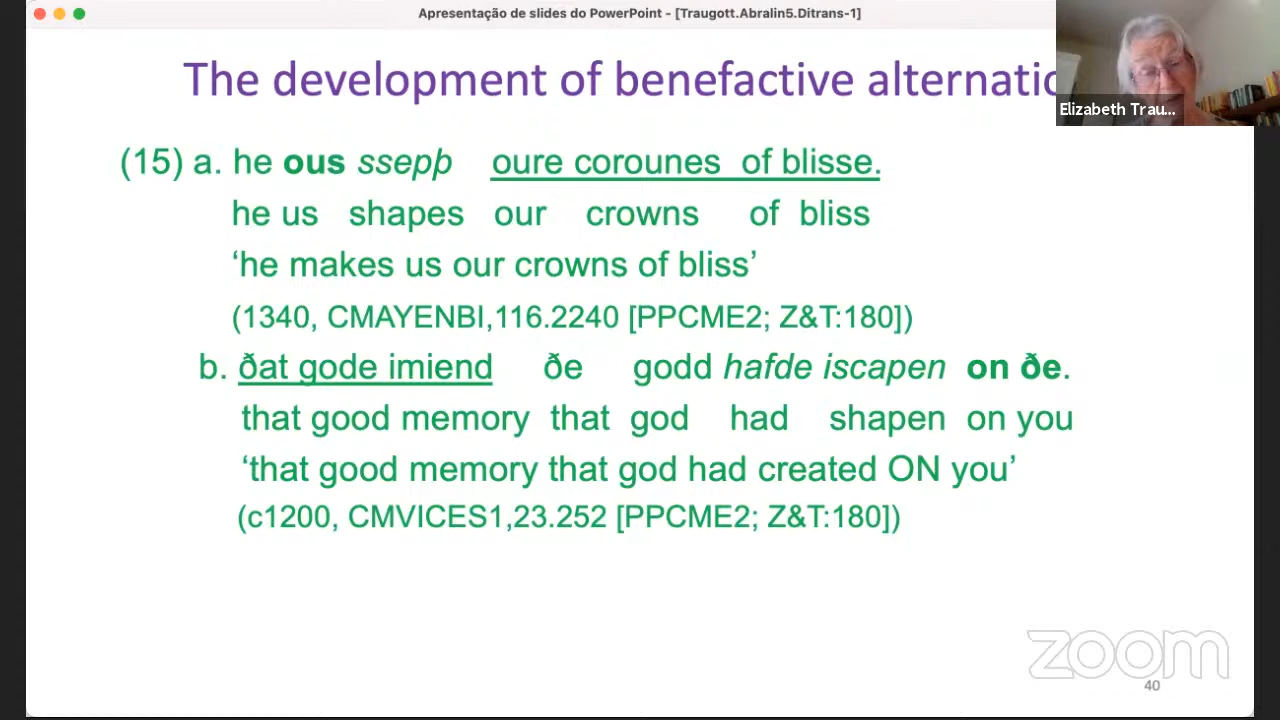 Apresentação de slides do PowerPoint - [Traugott.Abralin5.Ditrans-1]
The development of benefactive alternatio
Elizabeth Trau...
(15) a. he ous ssepþ oure corounes of blisse.
he us shapes our crowns of bliss
‘he makes us our crowns of bliss’
(1340, CMAYENBI,116.2240 [PPCME2; Z&T:180])
b. ðat gode imiend ðe godd hafde iscapen on ðe.
that good memory that god had shapen on you
‘that good memory that god had created ON you’
(c1200, CMVICES1,23.252 [PPCME2; Z&T:180])
zoom
40